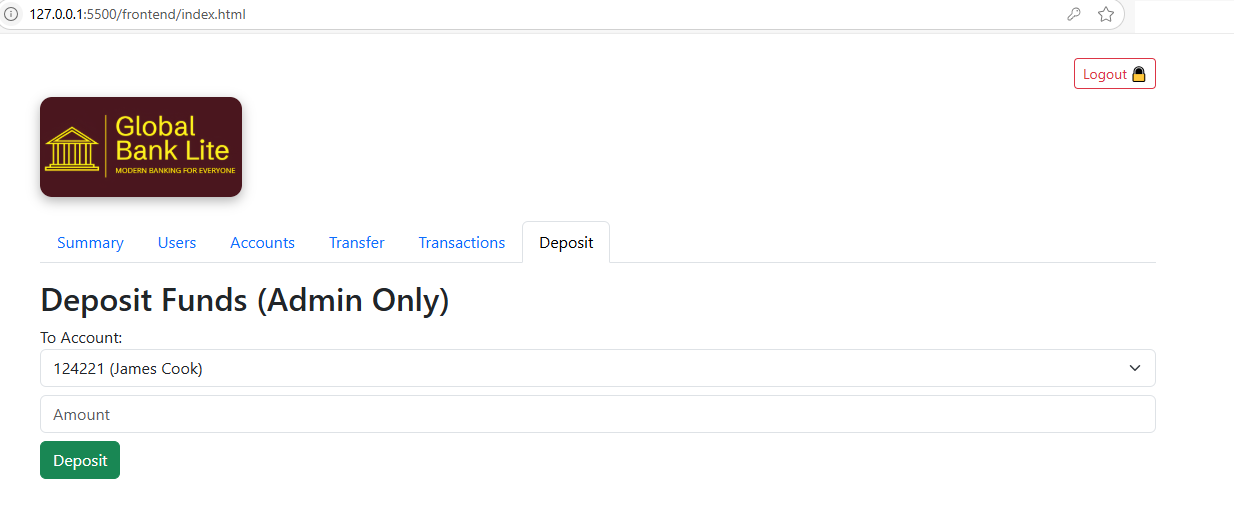 127.0.0.1:5500/frontend/index.html
Logout
Global
Bank Lite
MODERN BANKING FOR EVERYONE
Summary Users Accounts Transfer Transactions Deposit
Deposit Funds (Admin Only)
To Account:
124221 (James Cook)
Amount
Deposit